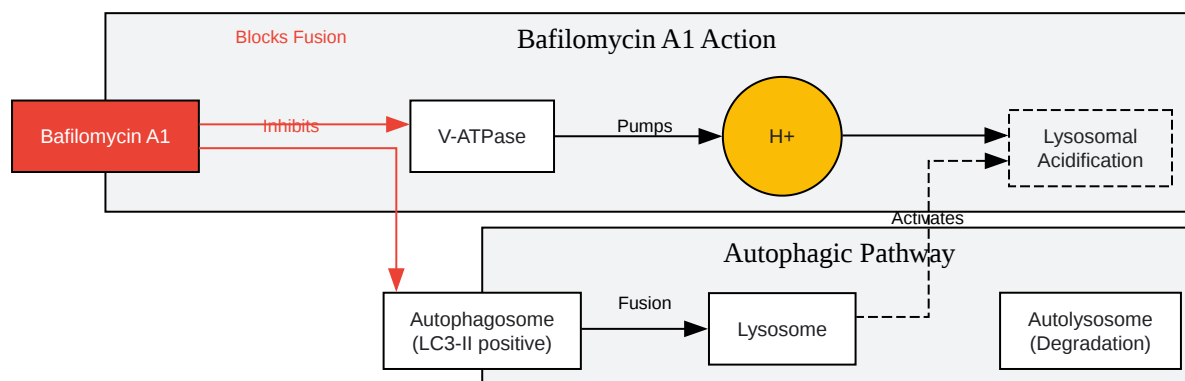 Blocks Fusion
Bafilomycin A1 Action
Bafilomycin A1
Inhibits
V-ATPase
Pumps
H+
Lysosomal
Acidification
Activates
Autophagic Pathway
Autophagosome
(LC3-II positive)
Fusion
Lysosome
Autolysosome
(Degradation)